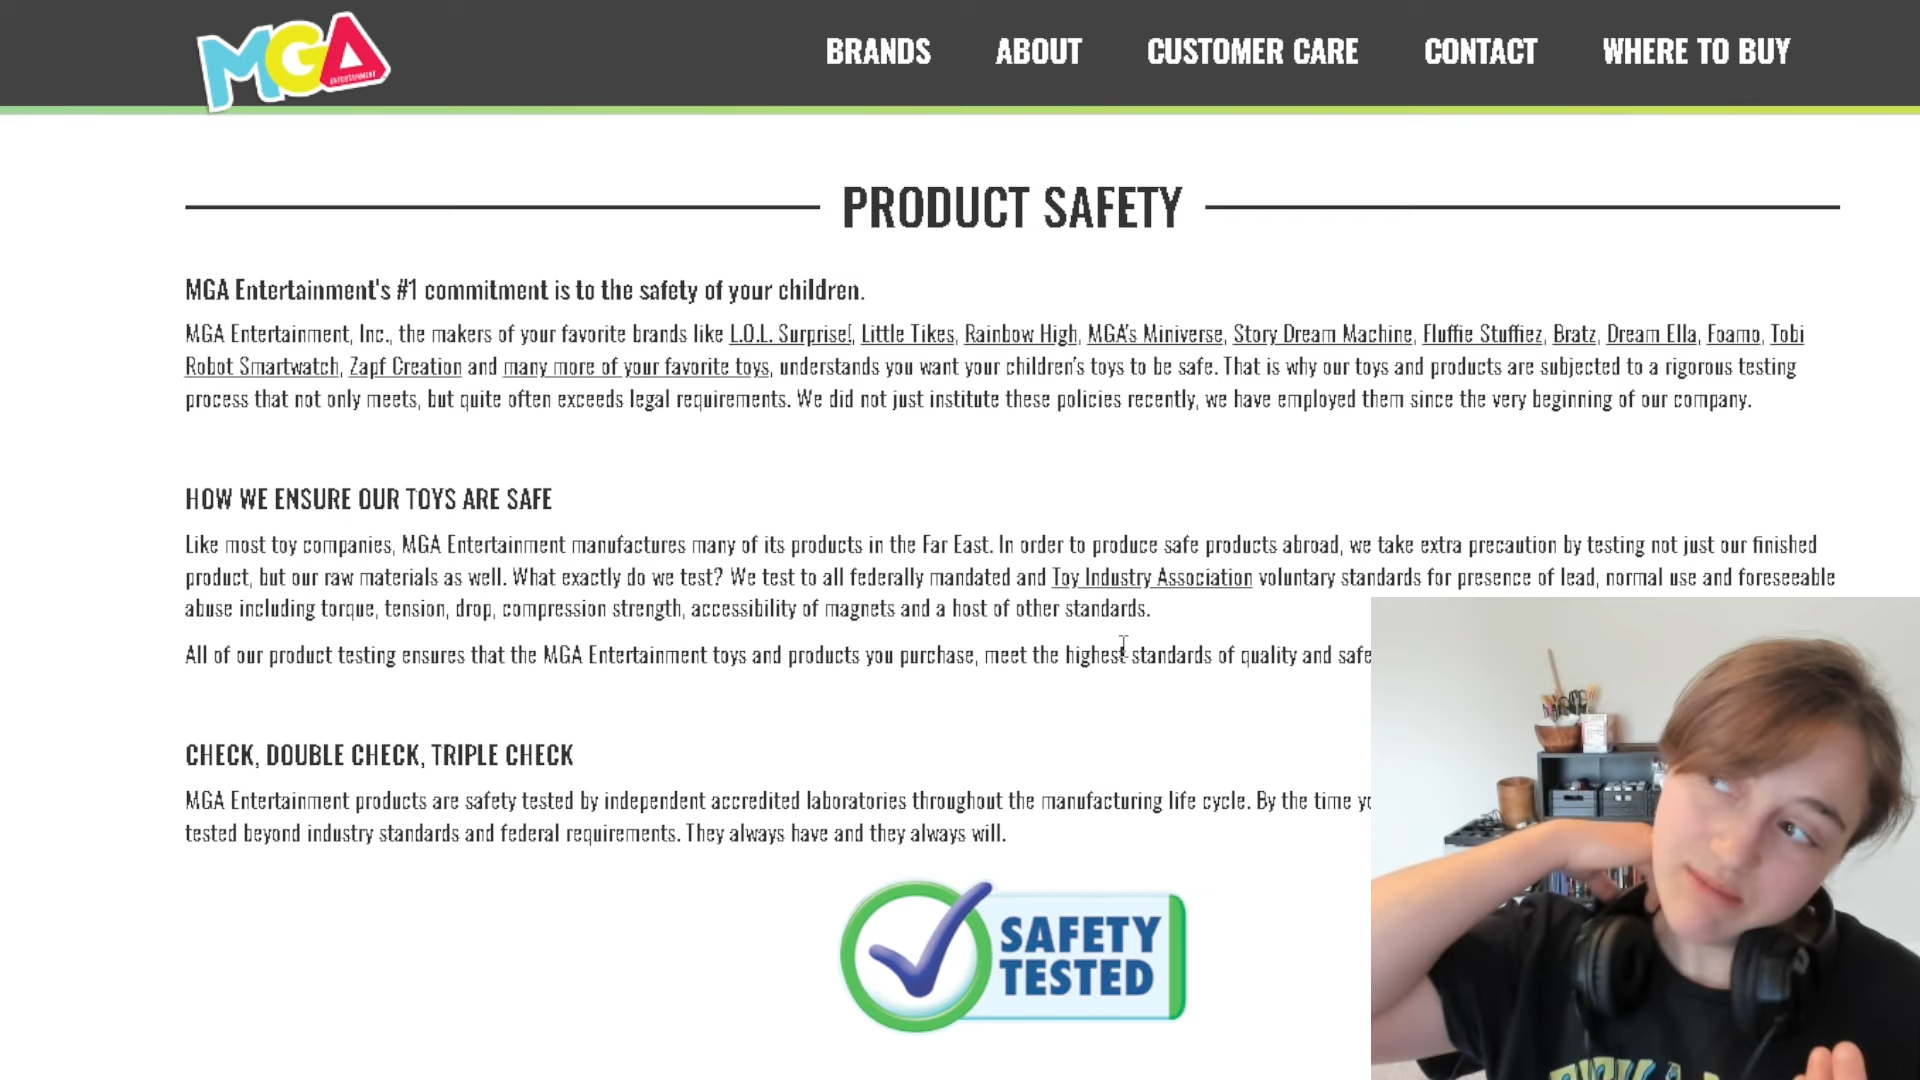 MGA
ENTERTAINMENT
BRANDS ABOUT CUSTOMER CARE CONTACT WHERE TO BUY
PRODUCT SAFETY
MGA Entertainment's #1 commitment is to the safety of your children.
MGA Entertainment, Inc., the makers of your favorite brands like L.O.L. Surprise!, Little Tikes, Rainbow High, MGA's Miniverse, Story Dream Machine, Fluffie Stuffiez, Bratz, Dream Ella, Foamo, Tobi
Robot Smartwatch, Zapf Creation and many more of your favorite toys, understands you want your children's toys to be safe. That is why our toys and products are subjected to a rigorous testing
process that not only meets, but quite often exceeds legal requirements. We did not just institute these policies recently, we have employed them since the very beginning of our company.
HOW WE ENSURE OUR TOYS ARE SAFE
Like most toy companies, MGA Entertainment manufactures many of its products in the Far East. In order to produce safe products abroad, we take extra precaution by testing not just our finished
product, but our raw materials as well. What exactly do we test? We test to all federally mandated and Toy Industry Association voluntary standards for presence of lead, normal use and foreseeable
abuse including torque, tension, drop, compression strength, accessibility of magnets and a host of other standards.
All of our product testing ensures that the MGA Entertainment toys and products you purchase, meet the highest standards of quality and safe
CHECK, DOUBLE CHECK, TRIPLE CHECK
MGA Entertainment products are safety tested by independent accredited laboratories throughout the manufacturing life cycle. By the time yo
tested beyond industry standards and federal requirements. They always have and they always will.
SAFETY
TESTED